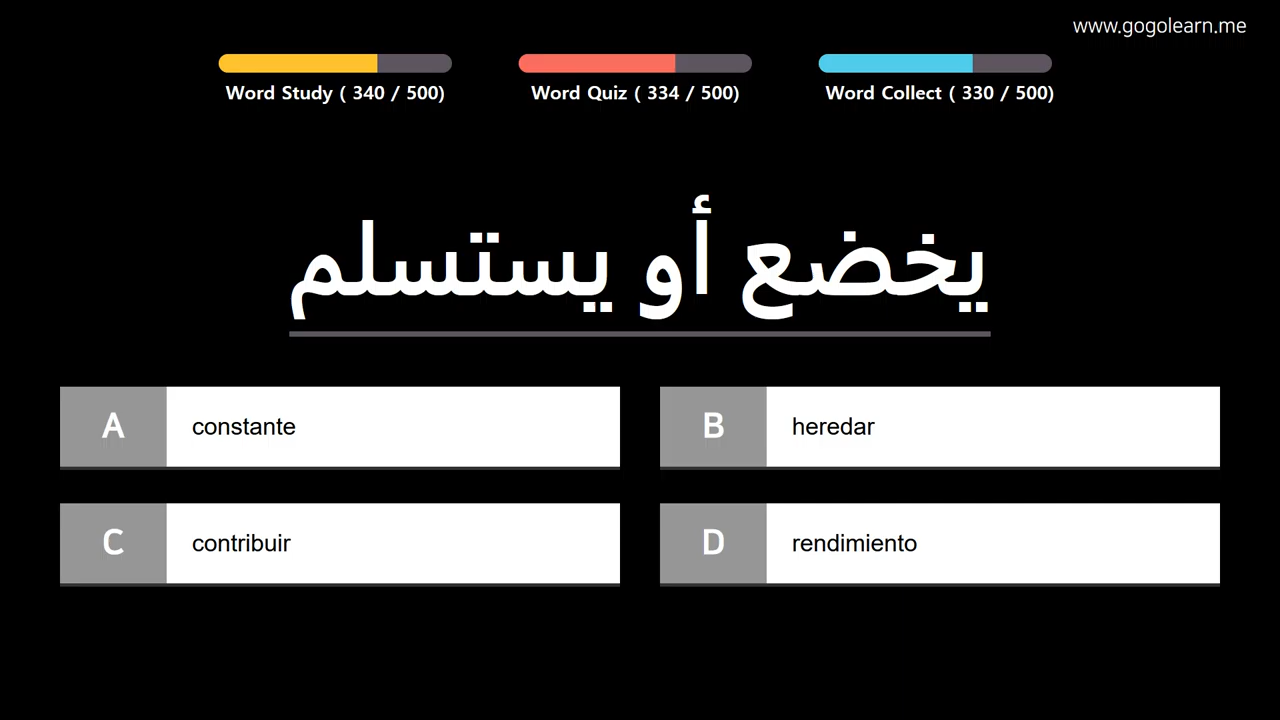 www.gogolearn.me
Word Study ( 340 / 500)
Word Quiz ( 334 / 500)
Word Collect ( 330 / 500)
يخضع أو يستسلم
A constante
B heredar
C contribuir
D rendimiento